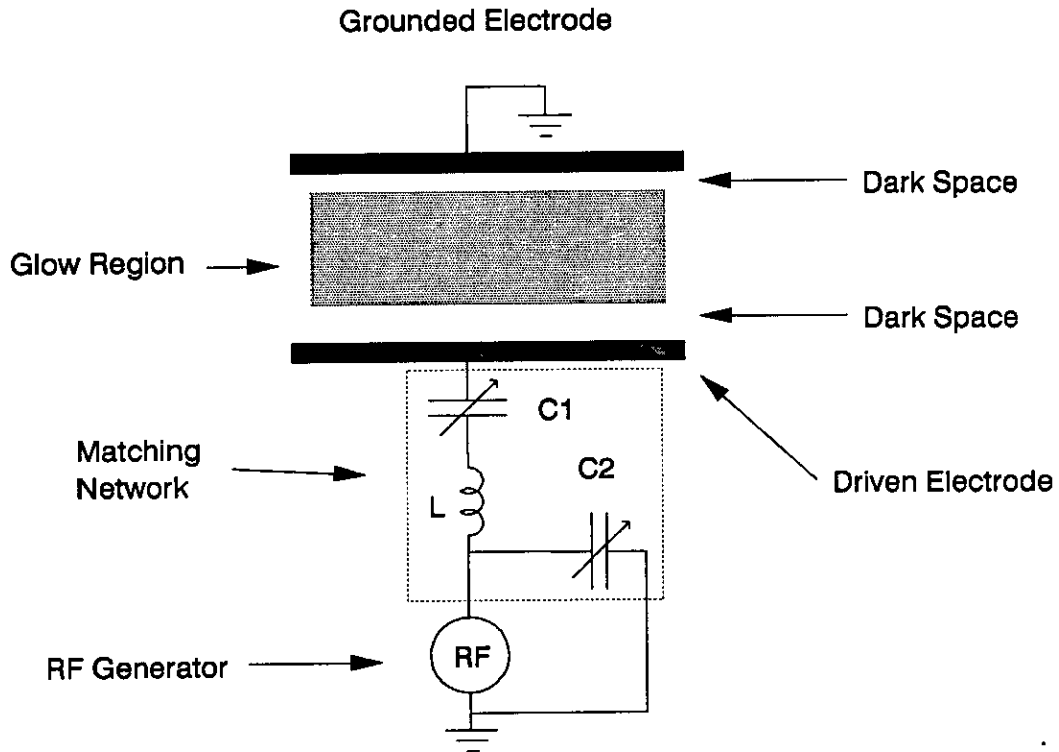 Grounded Electrode
Dark Space
Glow Region
Dark Space
C1
Matching
Network
C2
L
Driven Electrode
RF
RF Generator